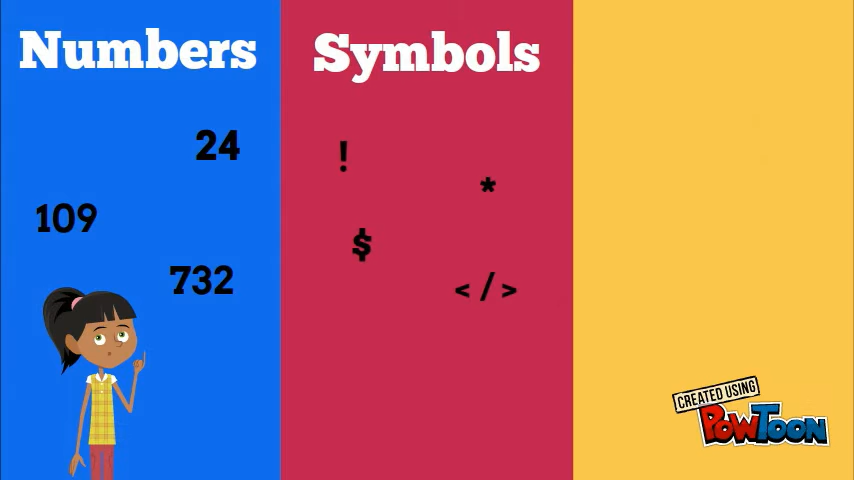 Numbers
24
109
732
Symbols
!
*
$
< / >
CREATED USING
POWTOON